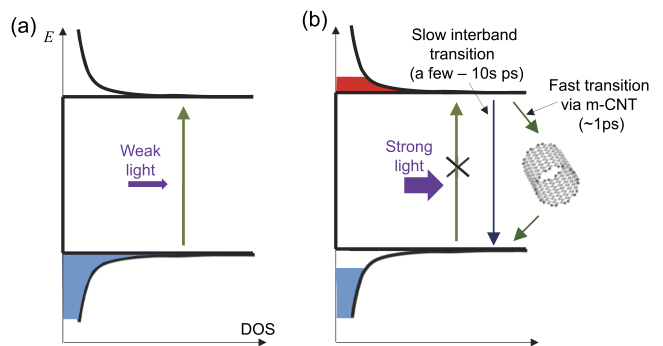 (a)
E
Weak
light
DOS
(b)
Slow interband
transition
(a few – 10s ps)
Fast transition
via m-CNT
(~1ps)
Strong
light